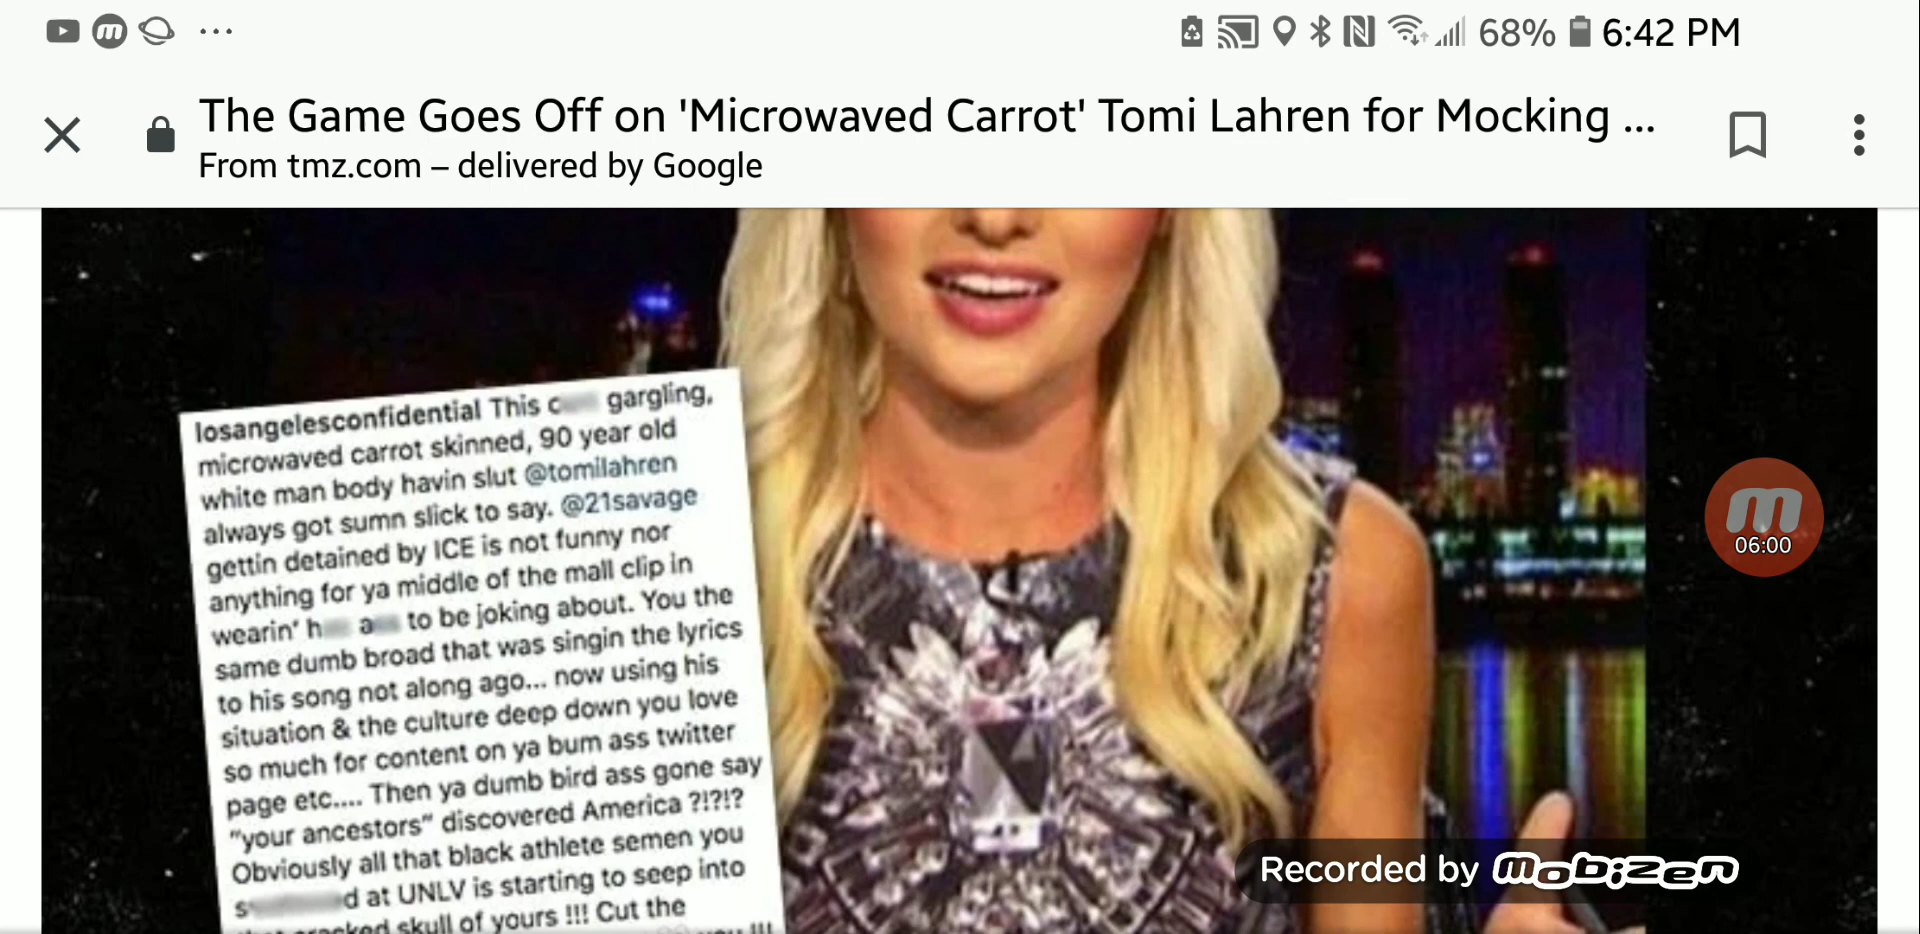 68% 6:42 PM
The Game Goes Off on 'Microwaved Carrot' Tomi Lahren for Mocking ...
From tmz.com – delivered by Google
losangelesconfidential This c gargling,
microwaved carrot skinned, 90 year old
white man body havin slut @tomilahren
always got sumn slick to say. @21savage
gettin detained by ICE is not funny nor
anything for ya middle of the mall clip in
wearin' h a to be joking about. You the
same dumb broad that was singin the lyrics
to his song not along ago... now using his
situation & the culture deep down you love
so much for content on ya bum ass twitter
page etc.... Then ya dumb bird ass gone say
"your ancestors" discovered America ?!?!?
Obviously all that black athlete semen you
s d at UNLV is starting to seep into
skull of yours !!! Cut the
06:00
Recorded by mobizen